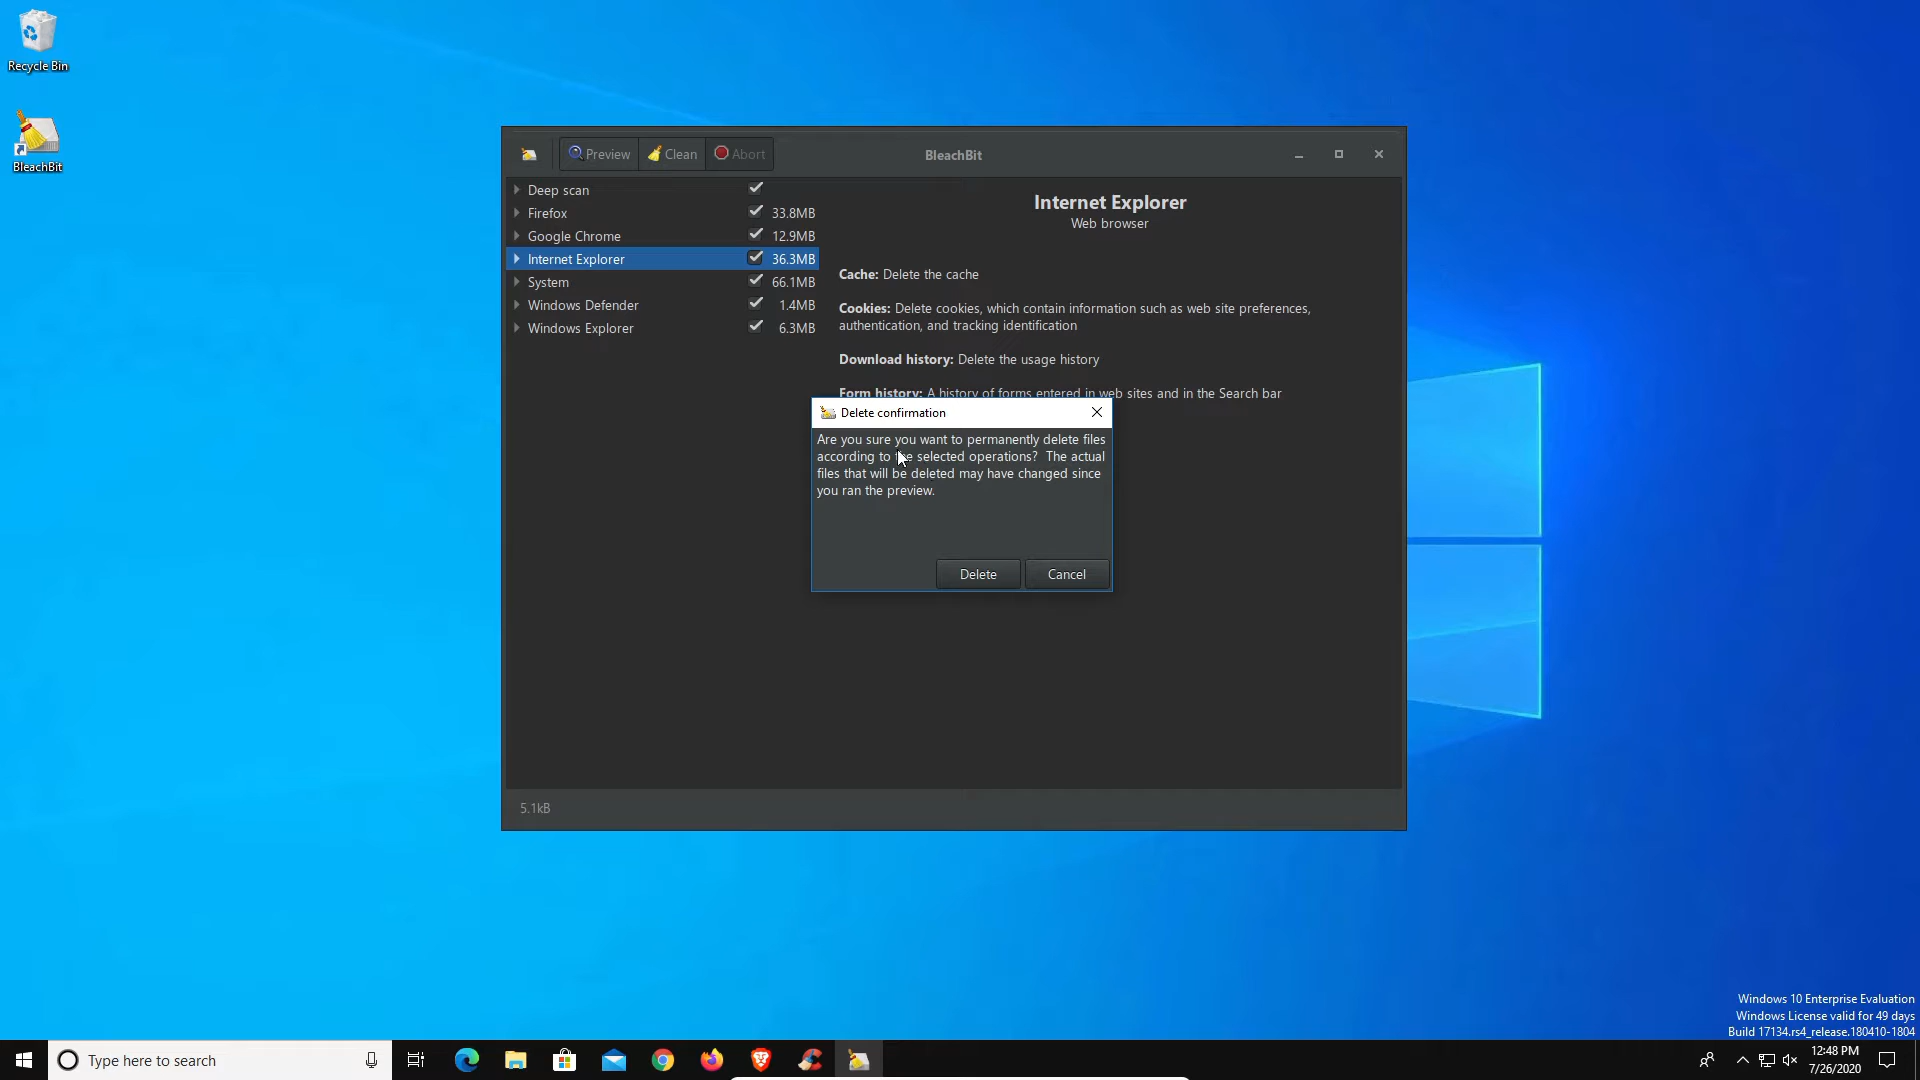 Recycle Bin
BleachBit
Preview
Clean
Abort
BleachBit
Deep scan
Firefox 33.8MB
Google Chrome 12.9MB
Internet Explorer 36.3MB
System 66.1MB
Windows Defender 1.4MB
Windows Explorer 6.3MB
Internet Explorer
Web browser
Cache: Delete the cache
Cookies: Delete cookies, which contain information such as web site preferences,
authentication, and tracking identification
Download history: Delete the usage history
Form history: A history of forms entered in web sites and in the Search bar
Delete confirmation
Are you sure you want to permanently delete files
according to the selected operations? The actual
files that will be deleted may have changed since
you ran the preview.
Delete
Cancel
5.1kB
Windows 10 Enterprise Evaluation
Windows License valid for 49 days
Build 17134.rs4_release.180410-1804
Type here to search
12:48 PM
7/26/2020